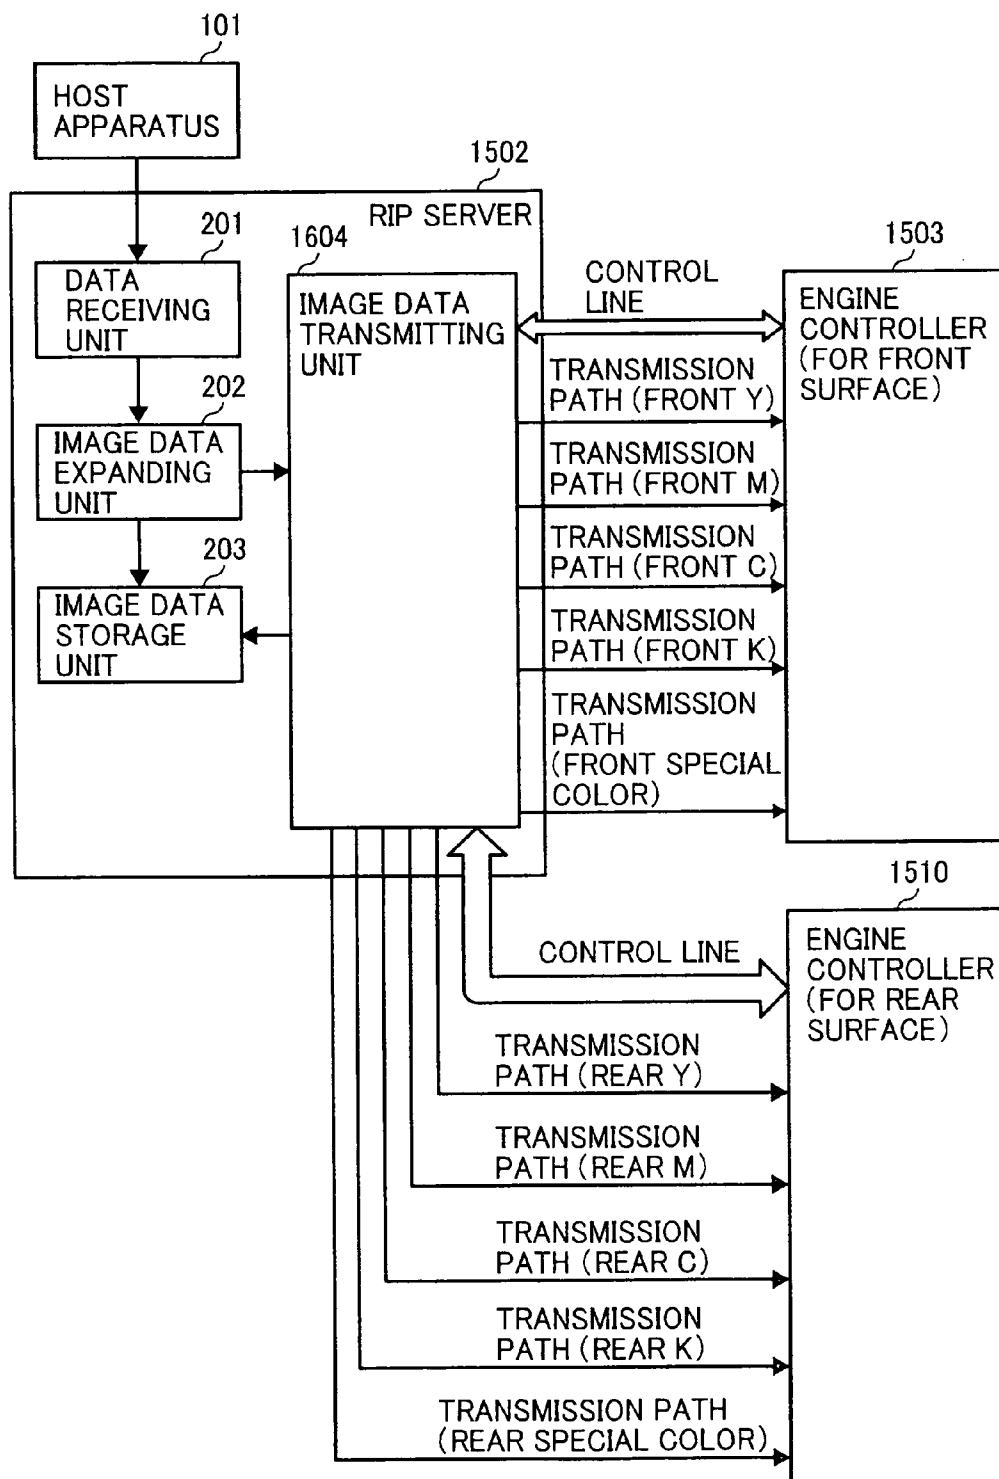 101
HOST
APPARATUS
1502
RIP SERVER
201
DATA
RECEIVING
UNIT
202
IMAGE DATA
EXPANDING
UNIT
203
IMAGE DATA
STORAGE
UNIT
1604
IMAGE DATA
TRANSMITTING
UNIT
CONTROL
LINE
TRANSMISSION
PATH (FRONT Y)
TRANSMISSION
PATH (FRONT M)
TRANSMISSION
PATH (FRONT C)
TRANSMISSION
PATH (FRONT K)
TRANSMISSION
PATH
(FRONT SPECIAL
COLOR)
1503
ENGINE
CONTROLLER
(FOR FRONT
SURFACE)
1510
ENGINE
CONTROLLER
(FOR REAR
SURFACE)
CONTROL LINE
TRANSMISSION
PATH (REAR Y)
TRANSMISSION
PATH (REAR M)
TRANSMISSION
PATH (REAR C)
TRANSMISSION
PATH (REAR K)
TRANSMISSION PATH
(REAR SPECIAL COLOR)